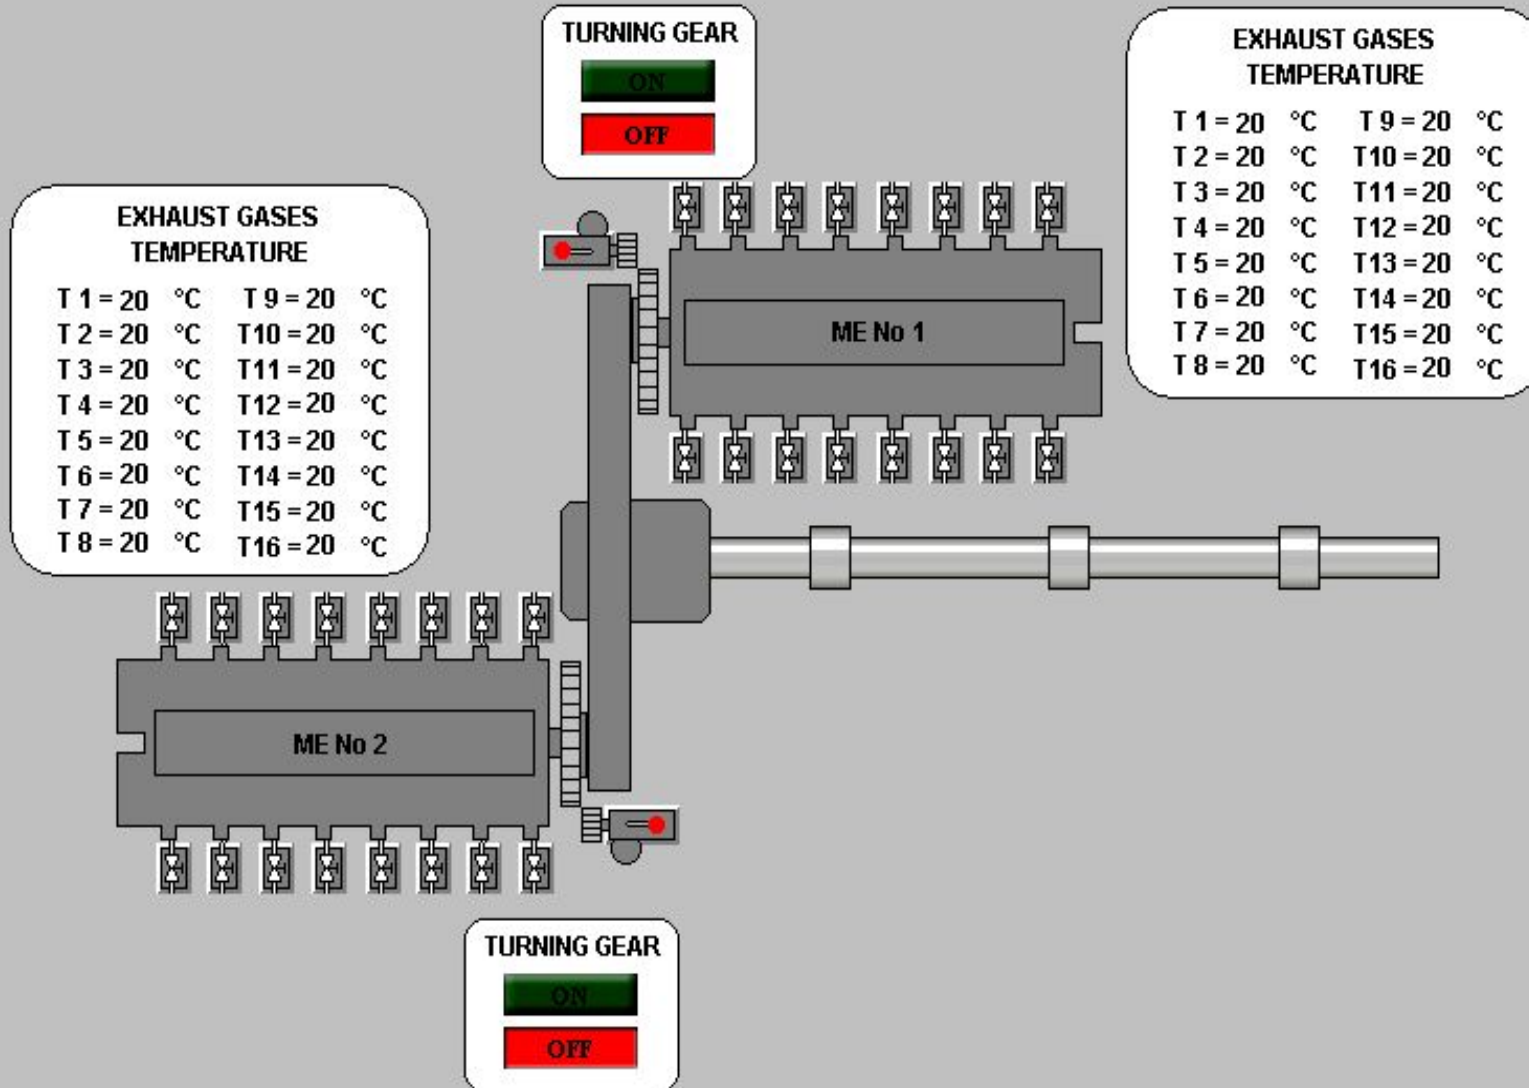 TURNING GEAR
ON
OFF
EXHAUST GASES
TEMPERATURE
T 1 = 20 °C T 9 = 20 °C
T 2 = 20 °C T10 = 20 °C
T 3 = 20 °C T11 = 20 °C
T 4 = 20 °C T12 = 20 °C
T 5 = 20 °C T13 = 20 °C
T 6 = 20 °C T14 = 20 °C
T 7 = 20 °C T15 = 20 °C
T 8 = 20 °C T16 = 20 °C
EXHAUST GASES
TEMPERATURE
T 1 = 20 °C T 9 = 20 °C
T 2 = 20 °C T10 = 20 °C
T 3 = 20 °C T11 = 20 °C
T 4 = 20 °C T12 = 20 °C
T 5 = 20 °C T13 = 20 °C
T 6 = 20 °C T14 = 20 °C
T 7 = 20 °C T15 = 20 °C
T 8 = 20 °C T16 = 20 °C
ME No 1
ME No 2
TURNING GEAR
ON
OFF